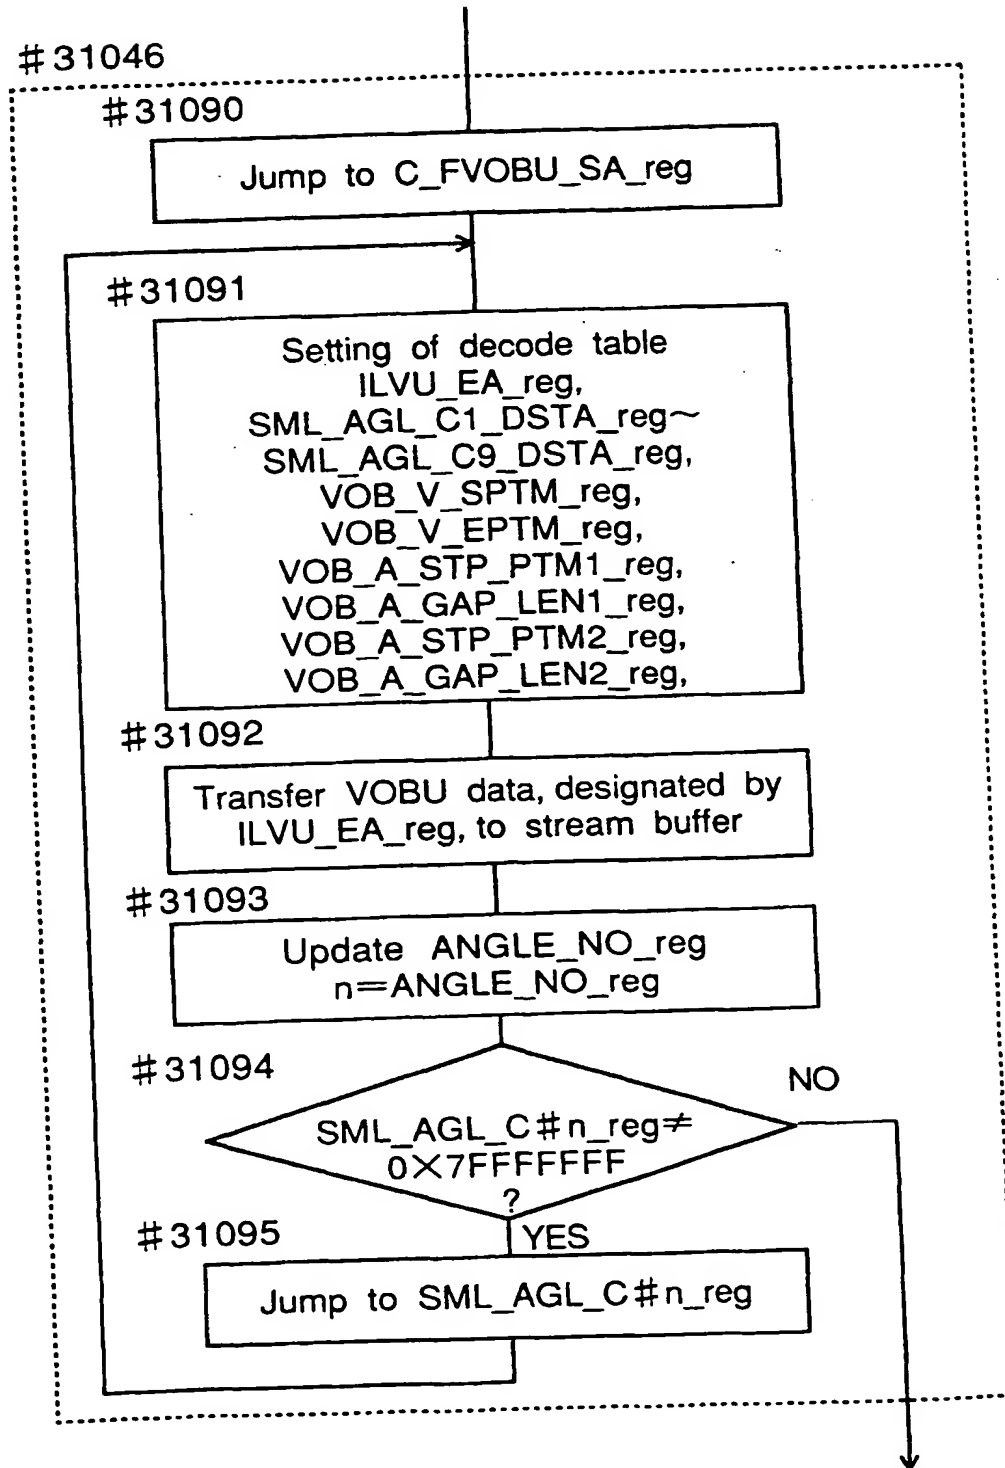 #31046
#31090
Jump to C_FVOBU_SA_reg
#31091
Setting of decode table
ILVU_EA_reg,
SML_AGL_C1_DSTA_reg~
SML_AGL_C9_DSTA_reg,
VOB_V_SPTM_reg,
VOB_V_EPTM_reg,
VOB_A_STP_PTM1_reg,
VOB_A_GAP_LEN1_reg,
VOB_A_STP_PTM2_reg,
VOB_A_GAP_LEN2_reg,
#31092
Transfer VOBU data, designated by
ILVU_EA_reg, to stream buffer
#31093
Update ANGLE_NO_reg
n=ANGLE_NO_reg
#31094
NO
SML_AGL_C#n_reg≠
0×7FFFFFFF
?
#31095
YES
Jump to SML_AGL_C#n_reg